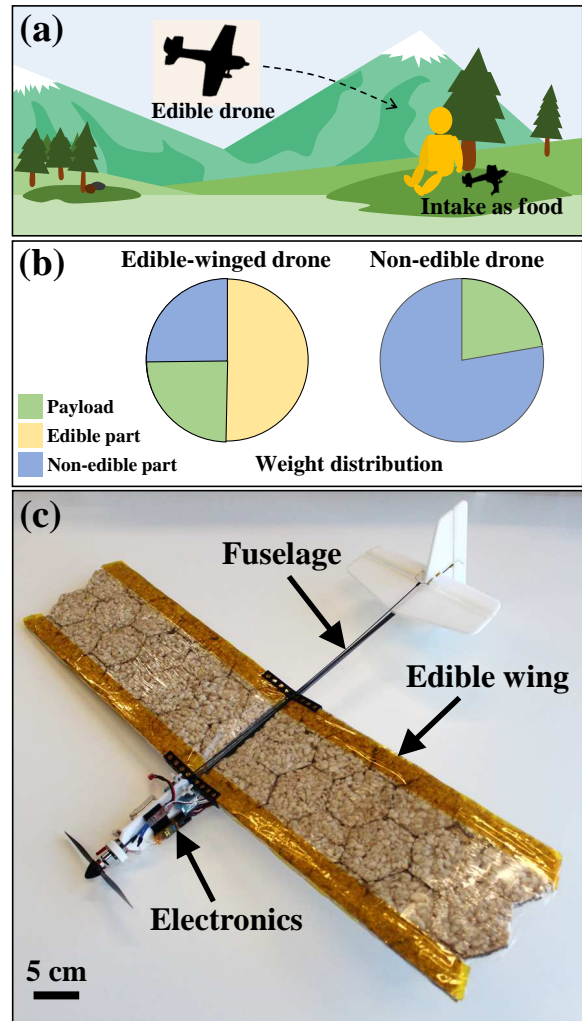 (a)
Edible drone
Intake as food
(b)
Edible-winged drone
Non-edible drone
Payload
Edible part
Non-edible part
Weight distribution
(c)
Fuselage
Edible wing
Electronics
5 cm